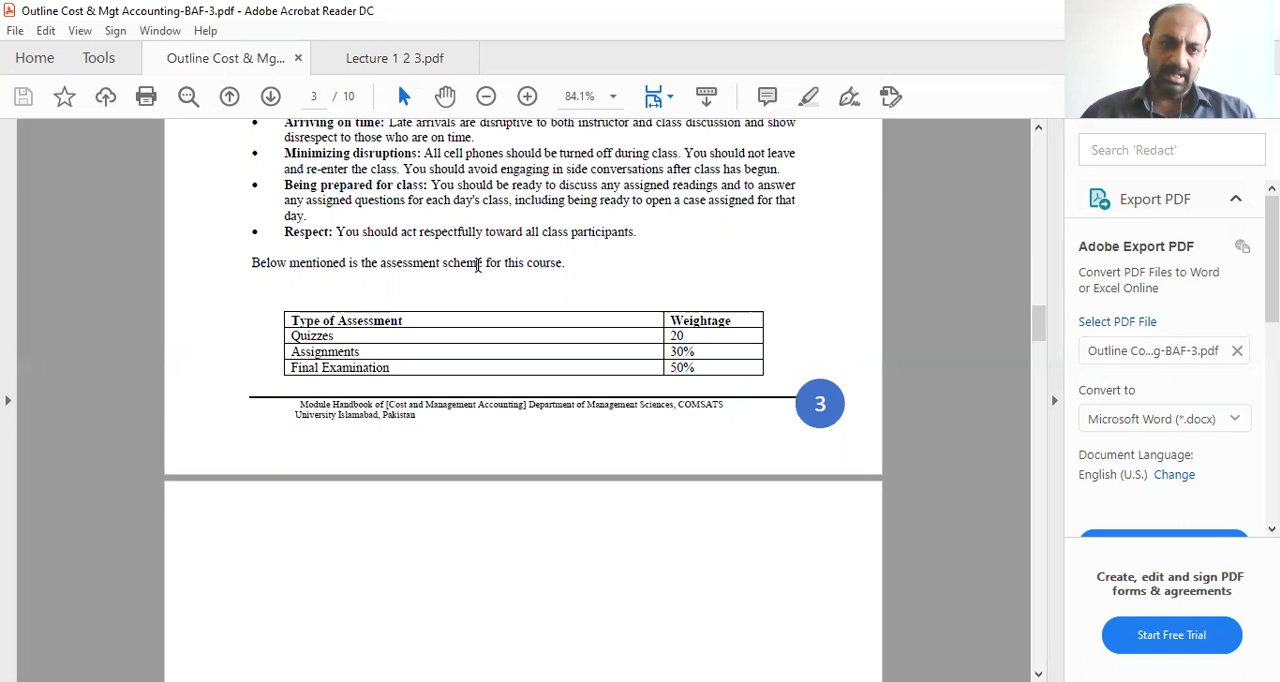 Outline Cost & Mgt Accounting-BAF-3.pdf - Adobe Acrobat Reader DC
File Edit View Sign Window Help
Home Tools Outline Cost & Mg... × Lecture 1 2 3.pdf
3 / 10 84.1%
• Arriving on time: Late arrivals are disruptive to both instructor and class discussion and show
disrespect to those who are on time.
• Minimizing disruptions: All cell phones should be turned off during class. You should not leave
and re-enter the class. You should avoid engaging in side conversations after class has begun.
• Being prepared for class: You should be ready to discuss any assigned readings and to answer
any assigned questions for each day's class, including being ready to open a case assigned for that
day.
• Respect: You should act respectfully toward all class participants.
Below mentioned is the assessment scheme for this course.
Type of Assessment Weightage
Quizzes 20
Assignments 30%
Final Examination 50%
Module Handbook of [Cost and Management Accounting] Department of Management Sciences, COMSATS
University Islamabad, Pakistan
3
Search 'Redact'
Export PDF
Adobe Export PDF
Convert PDF Files to Word
or Excel Online
Select PDF File
Outline Co...g-BAF-3.pdf ×
Convert to
Microsoft Word (*.docx)
Document Language:
English (U.S.) Change
Create, edit and sign PDF
forms & agreements
Start Free Trial